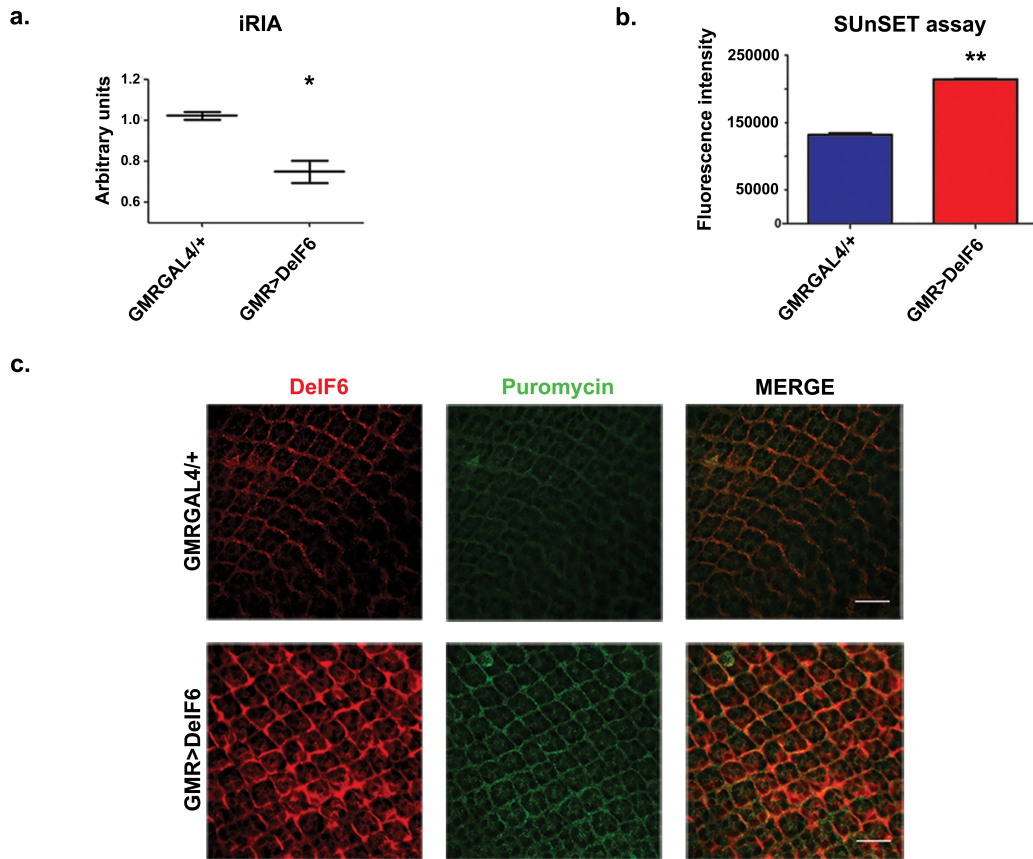 a.
iRIA
Arbitrary units
1.2
1.0
0.8
0.6
*
GMRGAL4/+
GMR>DeIF6
b.
SUnSET assay
Fluorescence intensity
250000
150000
50000
0
**
GMRGAL4/+
GMR>DeIF6
c.
DeIF6
Puromycin
MERGE
GMRGAL4/+
GMR>DeIF6